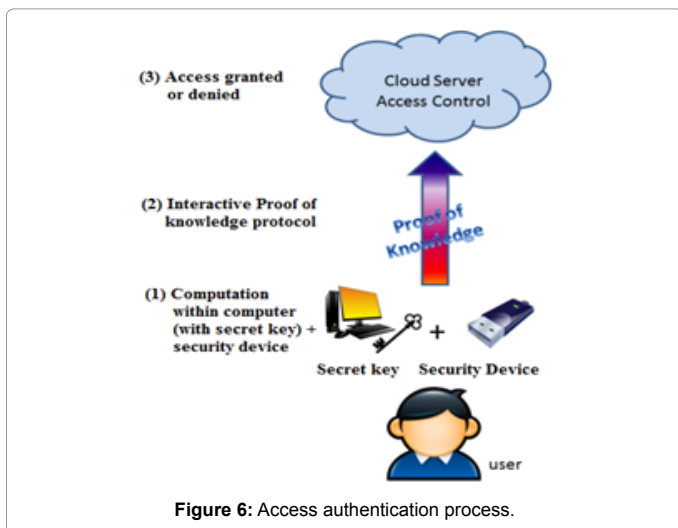 (3) Access granted
or denied
Cloud Server
Access Control
(2) Interactive Proof of
knowledge protocol
Proof of
Knowledge
(1) Computation
within computer
(with secret key) +
security device
+
Secret key
Security Device
user
Figure 6: Access authentication process.